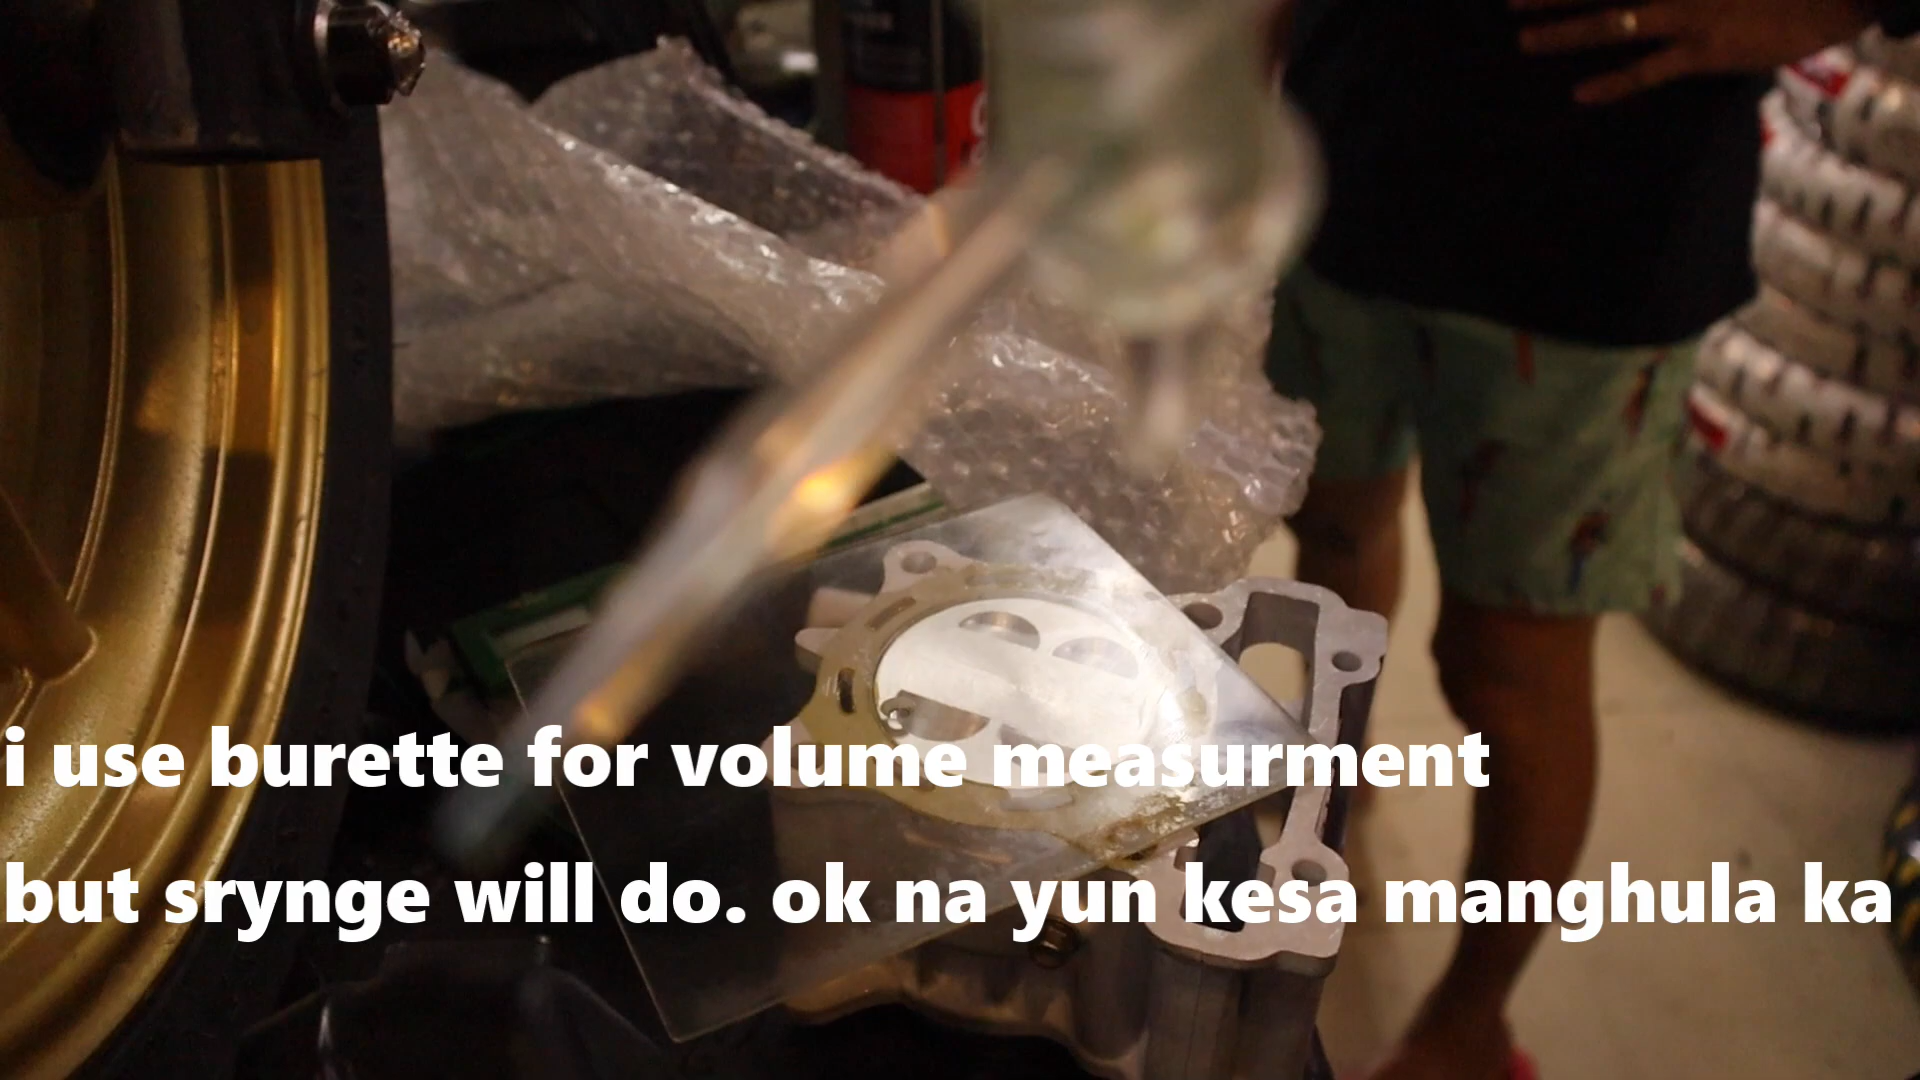 i use burette for volume measurment
but srynge will do. ok na yun kesa manghula ka